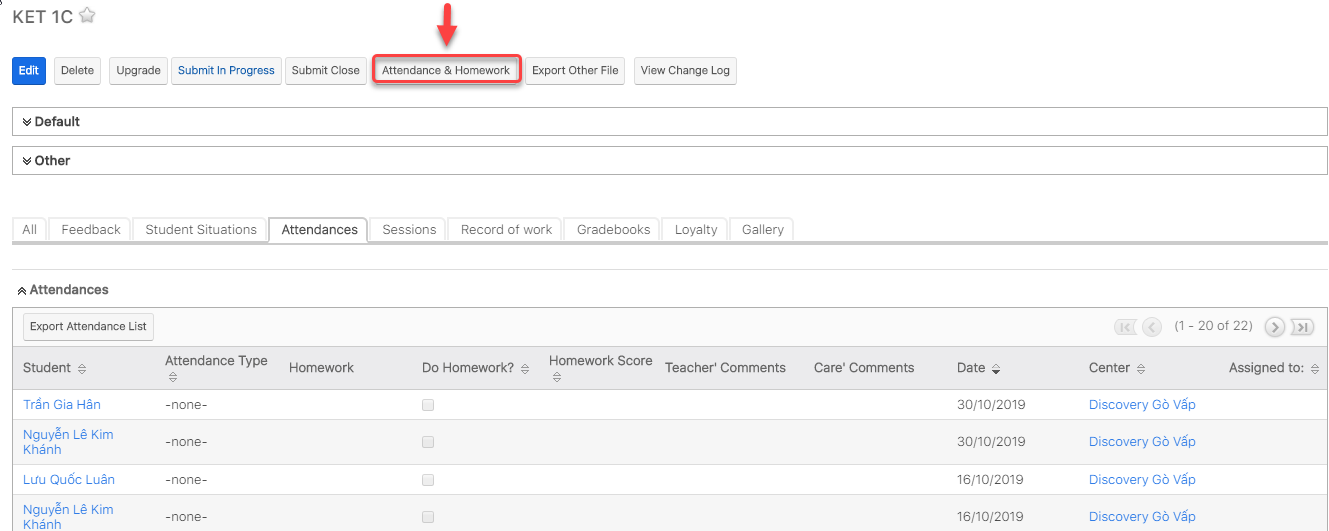 KET 1C
Edit Delete Upgrade Submit In Progress Submit Close Attendance & Homework Export Other File View Change Log
Default
Other
All Feedback Student Situations Attendances Sessions Record of work Gradebooks Loyalty Gallery
Attendances
Export Attendance List (1 - 20 of 22)
Student Attendance Type Homework Do Homework? Homework Score Teacher' Comments Care' Comments Date Center Assigned to:
Trần Gia Hân -none- 30/10/2019 Discovery Gò Vấp
Nguyễn Lê Kim
Khánh -none- 30/10/2019 Discovery Gò Vấp
Lưu Quốc Luân -none- 16/10/2019 Discovery Gò Vấp
Nguyễn Lê Kim
Khánh -none- 16/10/2019 Discovery Gò Vấp